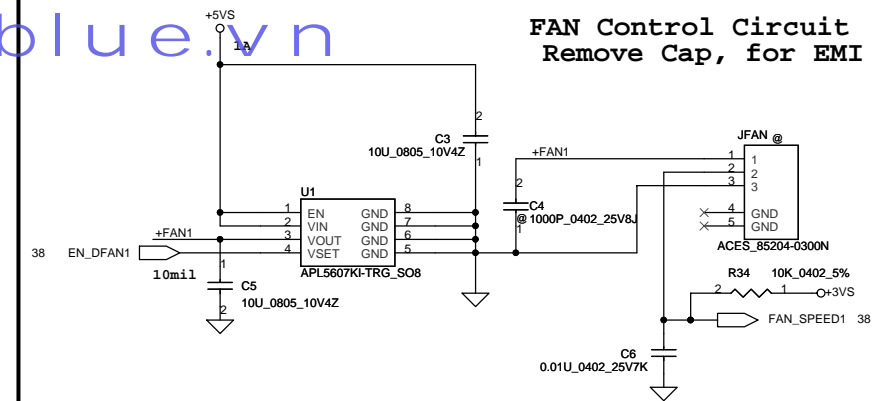 +5VS
blue.vn
1A
FAN Control Circuit
Remove Cap, for EMI
2
C3
10U_0805_10V4Z
1
JFAN @
+FAN1
1 1
2 2
3 3
4 GND
5 GND
ACES_85204-0300N
2
C4
@ 1000P_0402_25V8J
1
U1
1 EN GND 8
2 VIN GND 7
+FAN1 3 VOUT GND 6
38 EN_DFAN1 4 VSET GND 5
APL5607KI-TRG_SO8
10mil
1
C5
10U_0805_10V4Z
2
R34 10K_0402_5%
2 1 +3VS
FAN_SPEED1 38
C6
0.01U_0402_25V7K